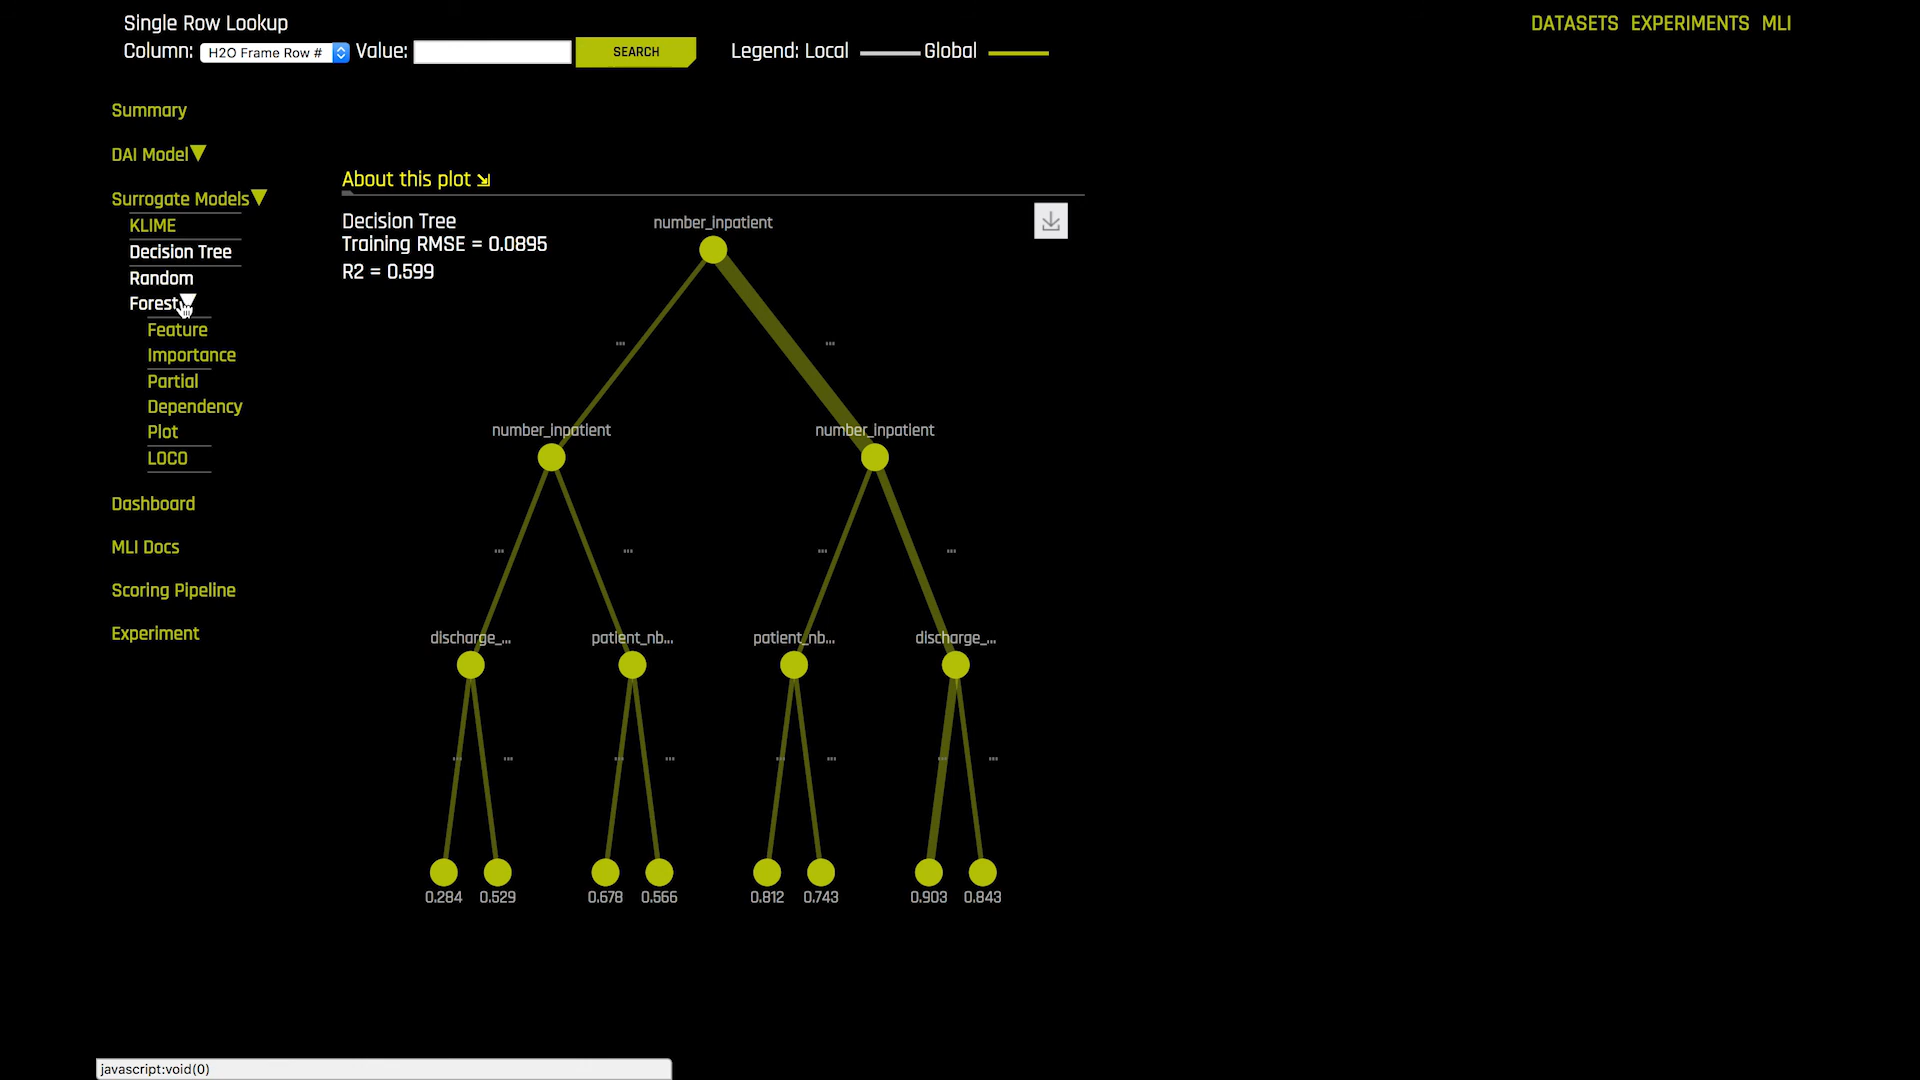 Single Row Lookup
DATASETS EXPERIMENTS MLI
Column: H2O Frame Row # Value: SEARCH Legend: Local Global
Summary
DAI Model
Surrogate Models
KLIME
Decision Tree
Random
Forest
Feature
Importance
Partial
Dependency
Plot
LOCO
Dashboard
MLI Docs
Scoring Pipeline
Experiment
About this plot
Decision Tree
Training RMSE = 0.0895
R2 = 0.599
number_inpatient
... ...
number_inpatient number_inpatient
... ... ... ...
discharge_... patient_nb... patient_nb... discharge_...
... ... ... ... ... ... ... ...
0.284 0.529 0.678 0.566 0.812 0.743 0.903 0.843
javascript:void(0)